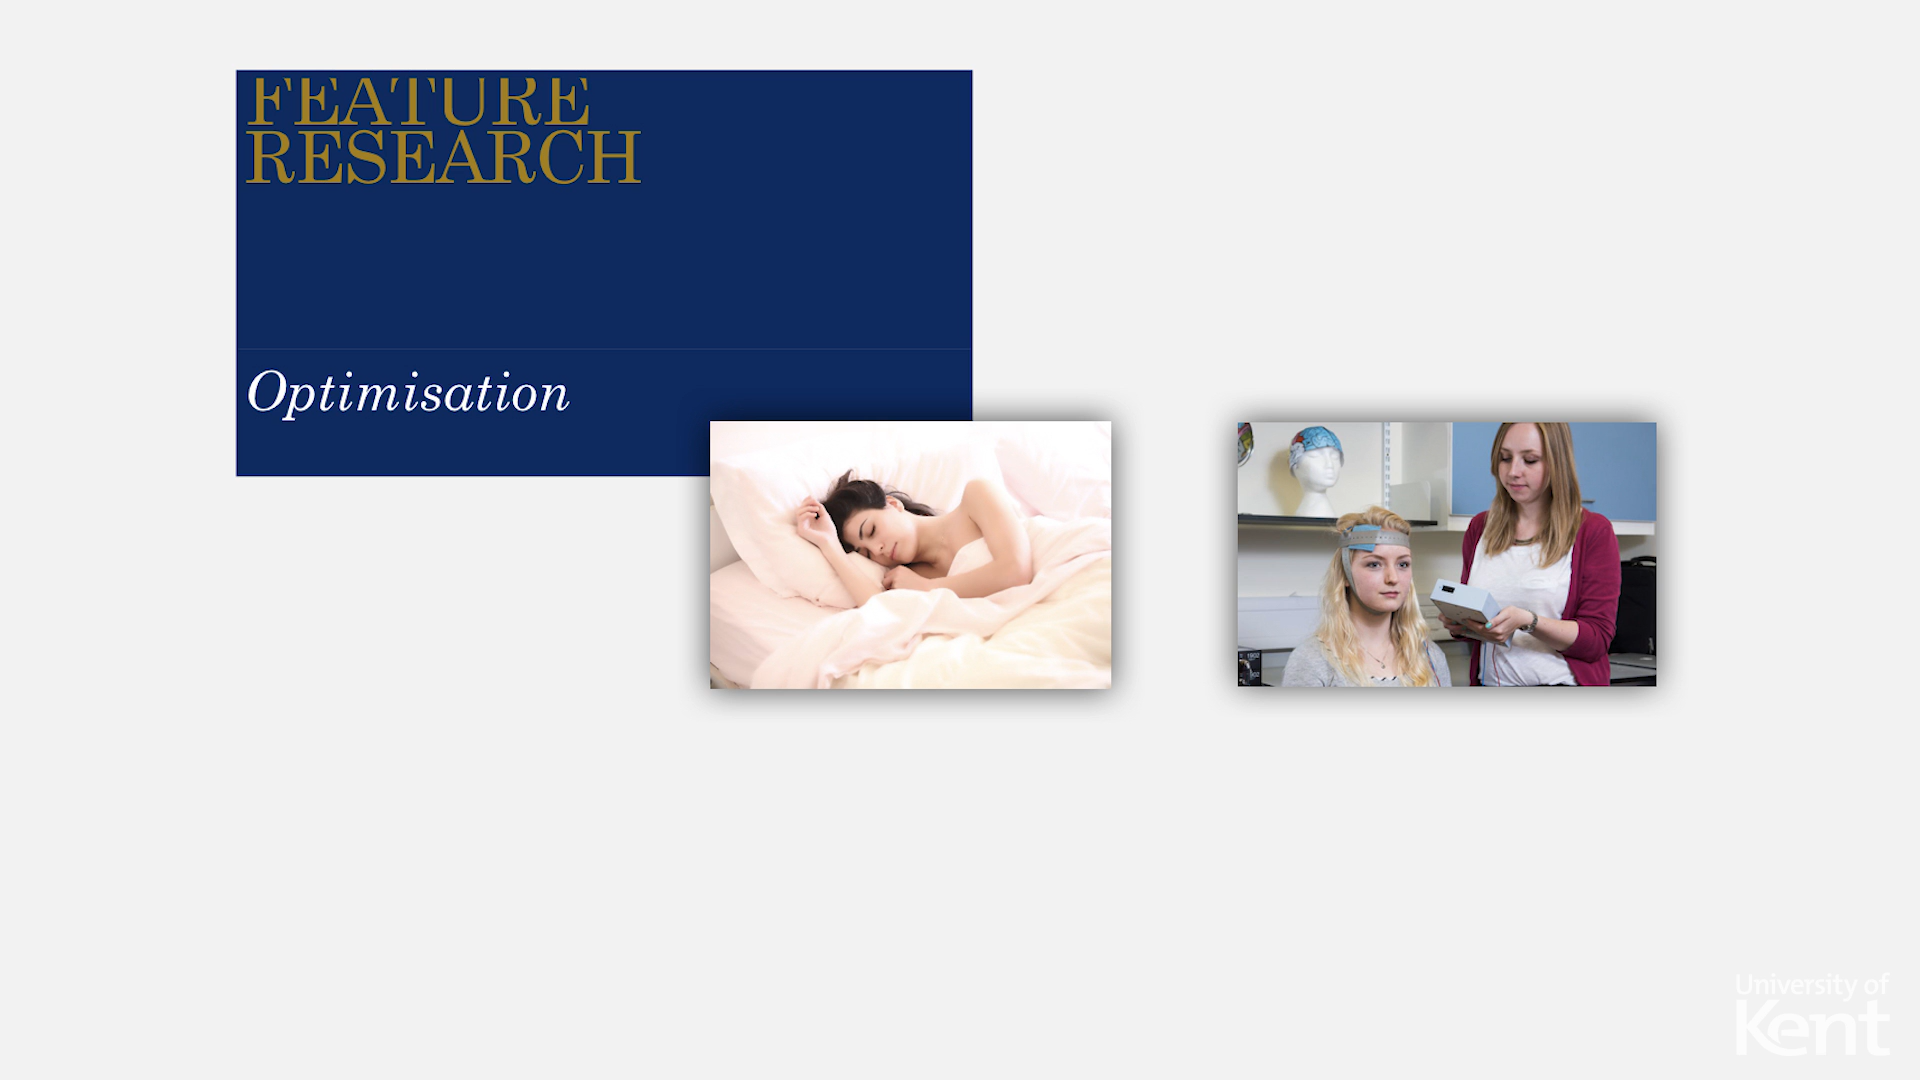 FEATURE
RESEARCH
Optimisation
University of
Kent